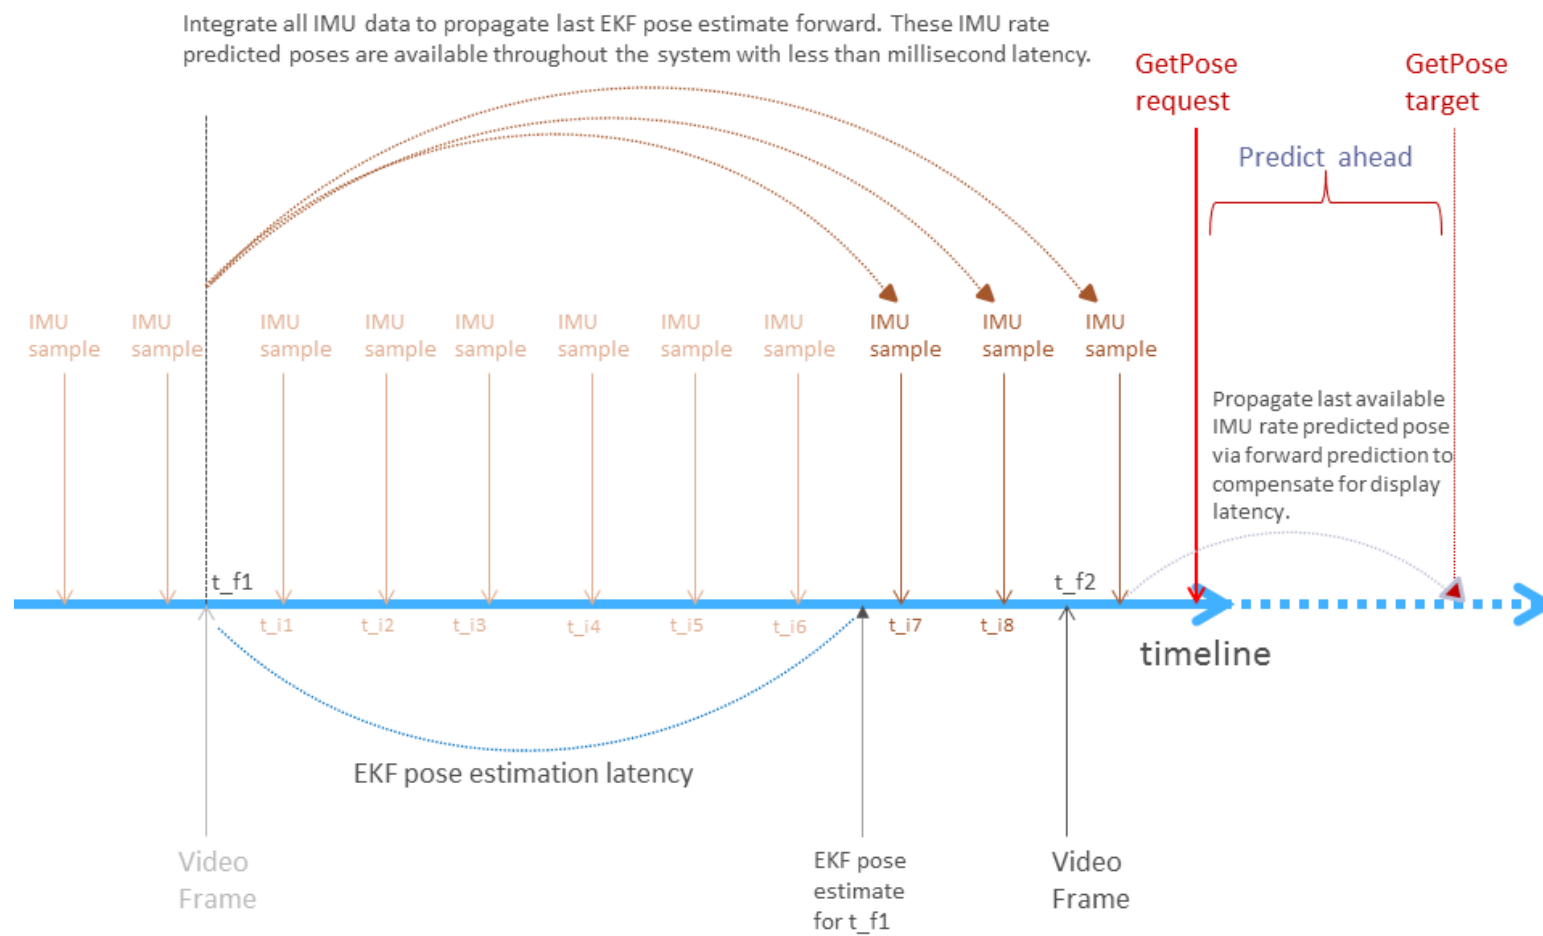 Integrate all IMU data to propagate last EKF pose estimate forward. These IMU rate
predicted poses are available throughout the system with less than millisecond latency.
GetPose
request
GetPose
target
Predict ahead
IMU
sample
IMU
sample
IMU
sample
IMU
sample
IMU
sample
IMU
sample
IMU
sample
IMU
sample
IMU
sample
IMU
sample
IMU
sample
Propagate last available
IMU rate predicted pose
via forward prediction to
compensate for display
latency.
t_f1
t_f2
t_i1
t_i2
t_i3
t_i4
t_i5
t_i6
t_i7
t_i8
timeline
EKF pose estimation latency
Video
Frame
EKF pose
estimate
for t_f1
Video
Frame